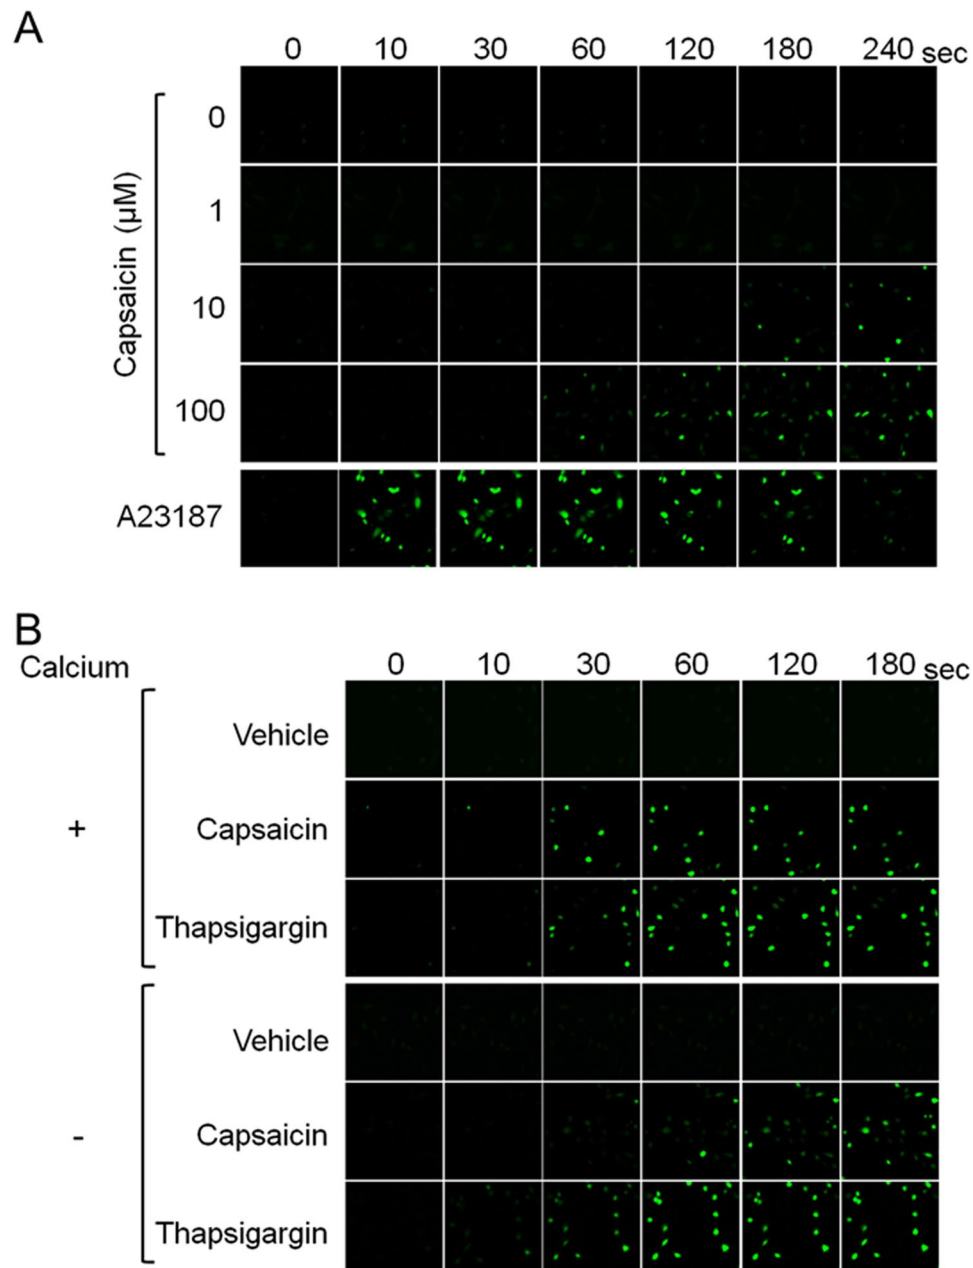 A
0 10 30 60 120 180 240 sec
Capsaicin (µM)
0
1
10
100
A23187
B
Calcium
0 10 30 60 120 180 sec
+
Vehicle
Capsaicin
Thapsigargin
-
Vehicle
Capsaicin
Thapsigargin